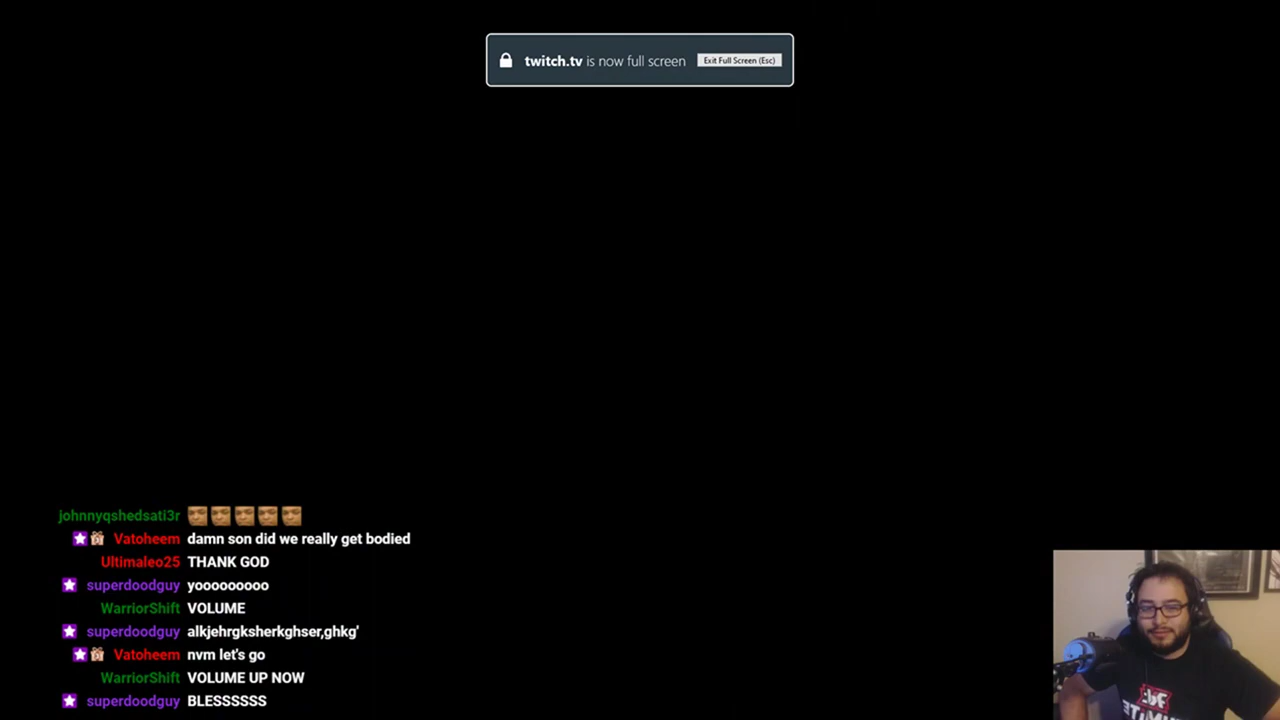 twitch.tv is now full screen Exit Full Screen (Esc)
johnnyqshedsati3r
Vatoheem damn son did we really get bodied
Ultimaleo25 THANK GOD
superdoodguy yooooooooo
WarriorShift VOLUME
superdoodguy alkjehrgksherkghser,ghkg'
Vatoheem nvm let's go
WarriorShift VOLUME UP NOW
superdoodguy BLESSSSSS